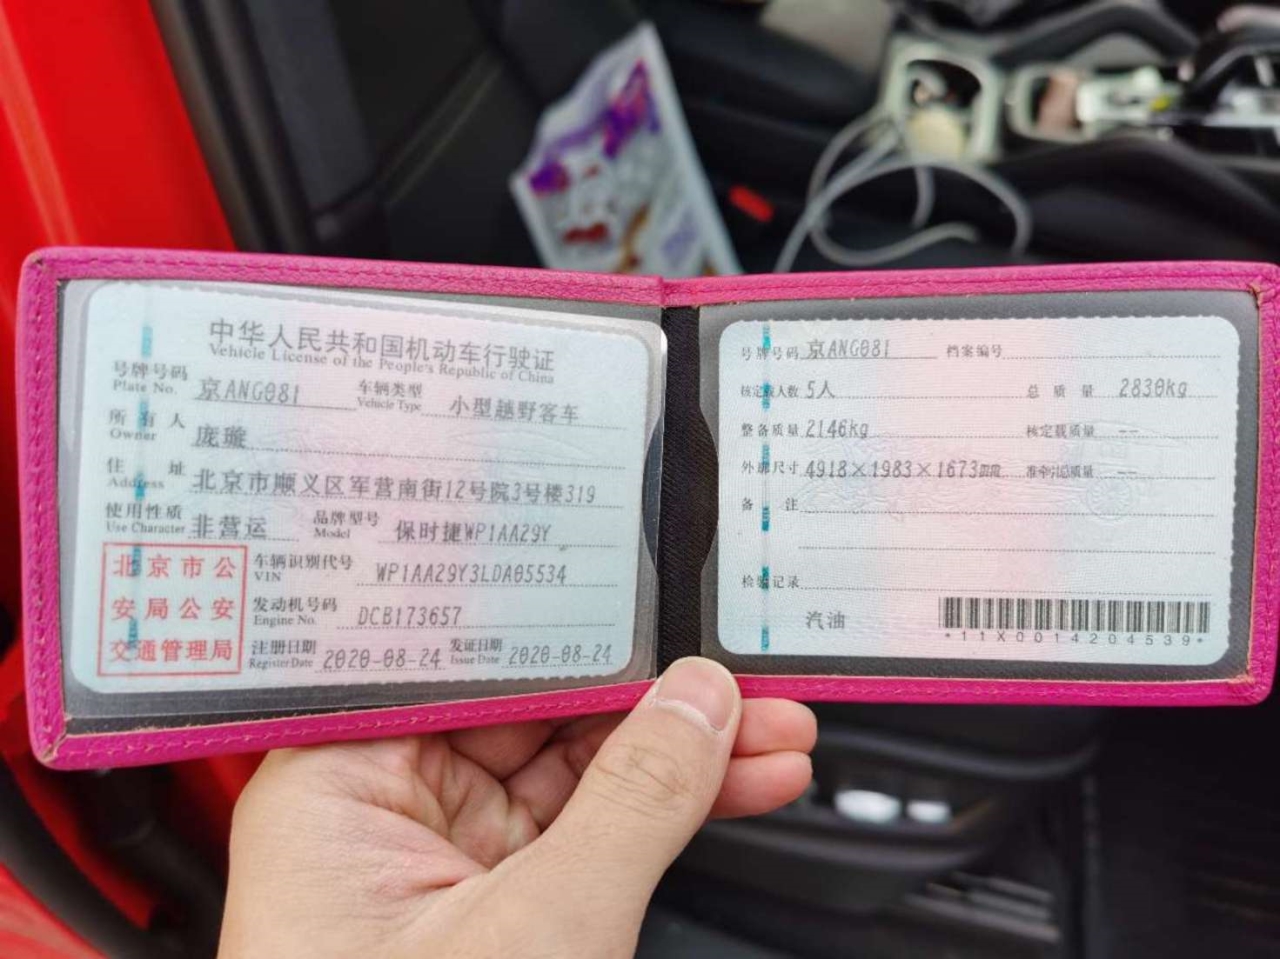 中华人民共和国机动车行驶证
Vehicle License of the People's Republic of China
号牌号码 京ANG081 车辆类型 小型越野客车
Plate No. Vehicle Type
所有人 庞璇
Owner
住址 北京市顺义区军营南街12号院3号楼319
Address
使用性质 非营运 品牌型号 保时捷WP1AA29Y
Use Character Model
北京市公安局公安交通管理局
车辆识别代号 WP1AA29Y3LDA05534
VIN
发动机号码 DCB173657
Engine No.
注册日期 2020-08-24 发证日期 2020-08-24
Register Date Issue Date
号牌号码 京ANG081 档案编号
核定载人数 5人 总质量 2830kg
整备质量 2146kg 核定载质量 --
外廓尺寸 4918×1983×1673mm 准牵引总质量 --
备注
检验记录
汽油
*11X0014204539*